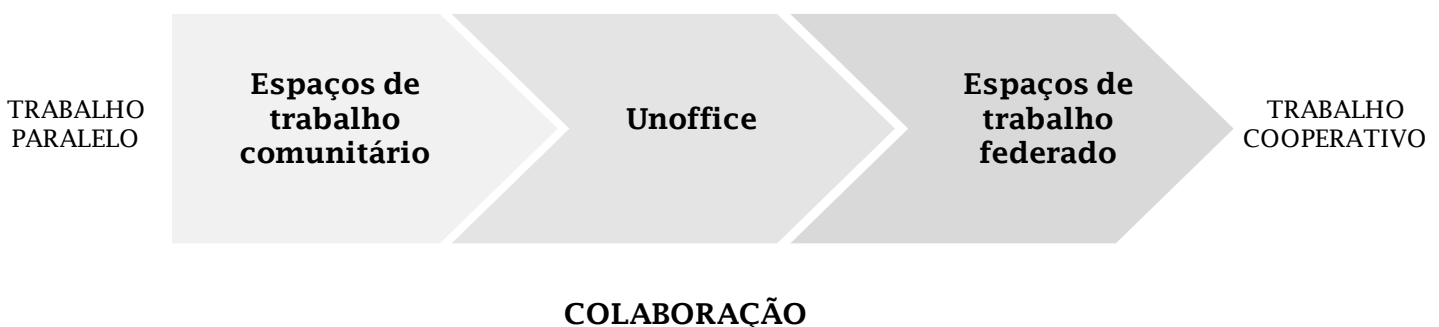 TRABALHO
PARALELO
Espaços de
trabalho
comunitário
Unoffice
Espaços de
trabalho
federado
TRABALHO
COOPERATIVO
COLABORAÇÃO